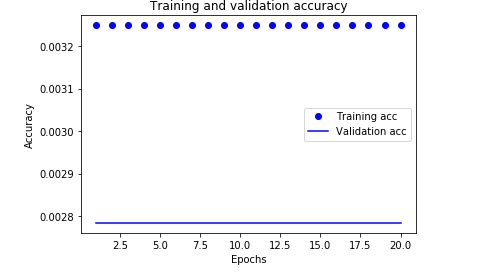 Training and validation accuracy
0.0032
0.0031
0.0030
0.0029
0.0028
Accuracy
Training acc
Validation acc
2.5 5.0 7.5 10.0 12.5 15.0 17.5 20.0
Epochs